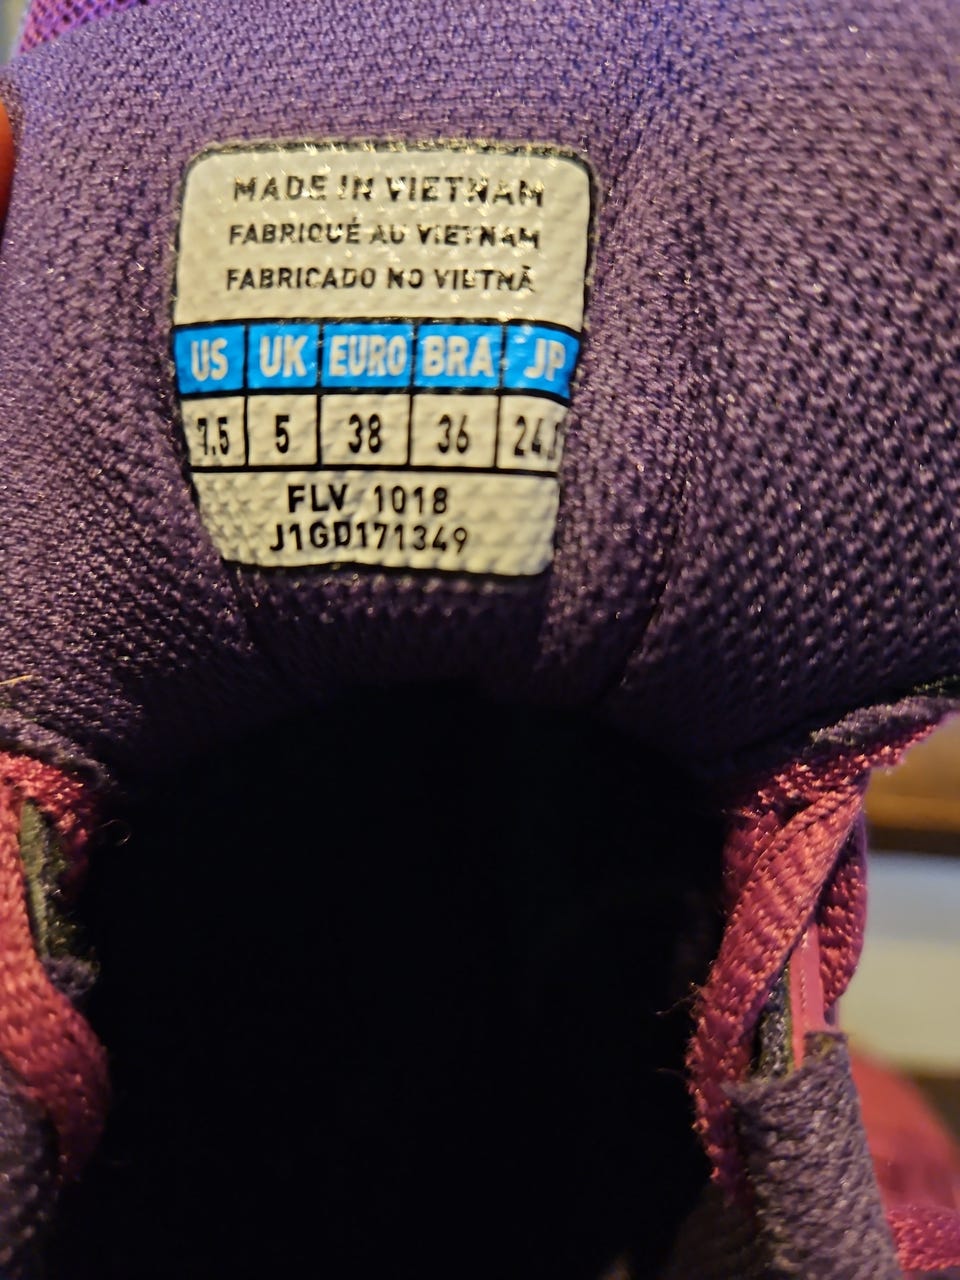 MADE IN VIETNAM
FABRIQUÉ AU VIETNAM
FABRICADO NO VIETNÃ
US UK EURO BRA JP
7.5 5 38 36
FLV 1018
J1GD171349